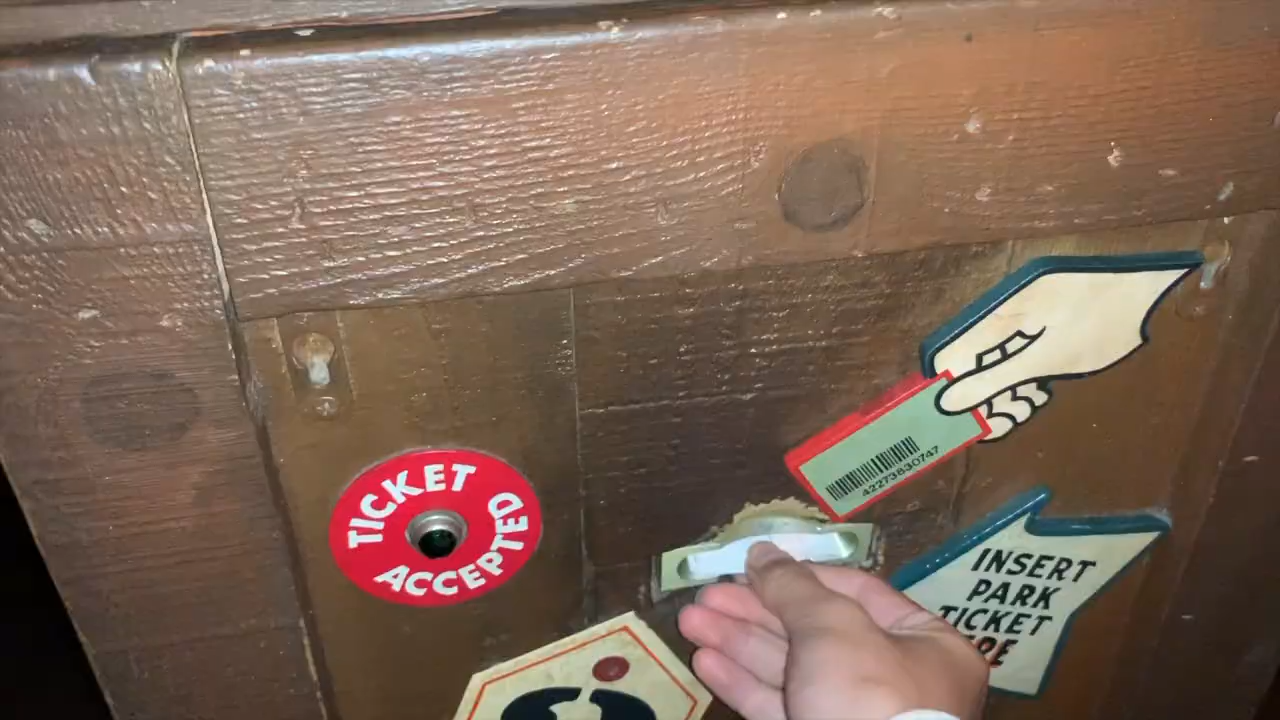 TICKET
ACCEPTED
42273830747
INSERT
PARK
TICKET